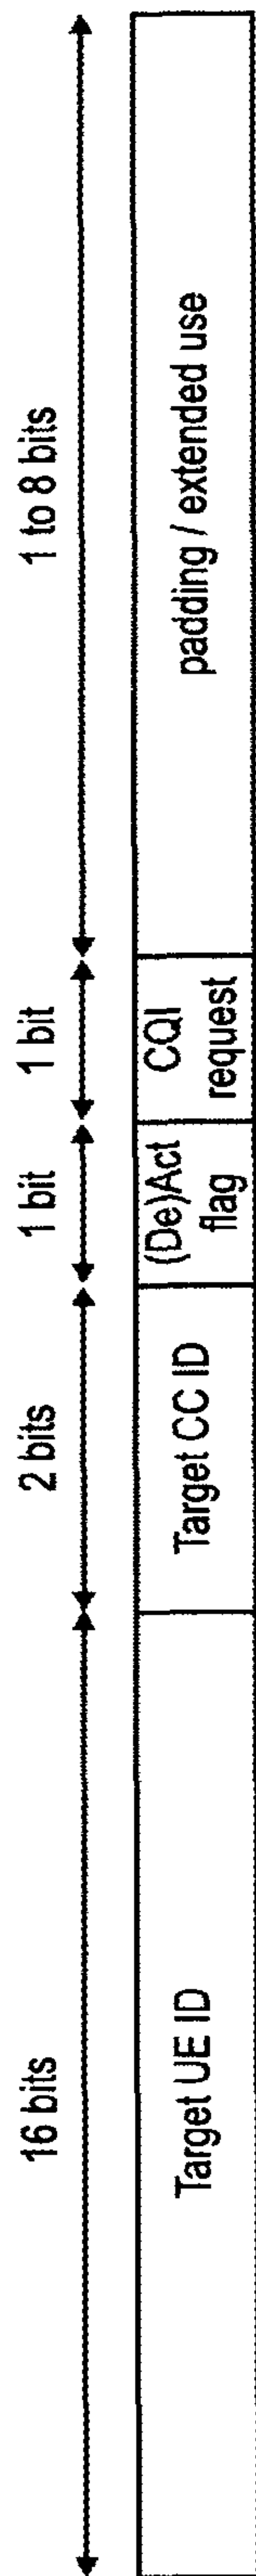 16 bits
2 bits
1 bit
1 bit
1 to 8 bits
Target UE ID
Target CC ID
(De)Act
flag
CQI
request
padding / extended use